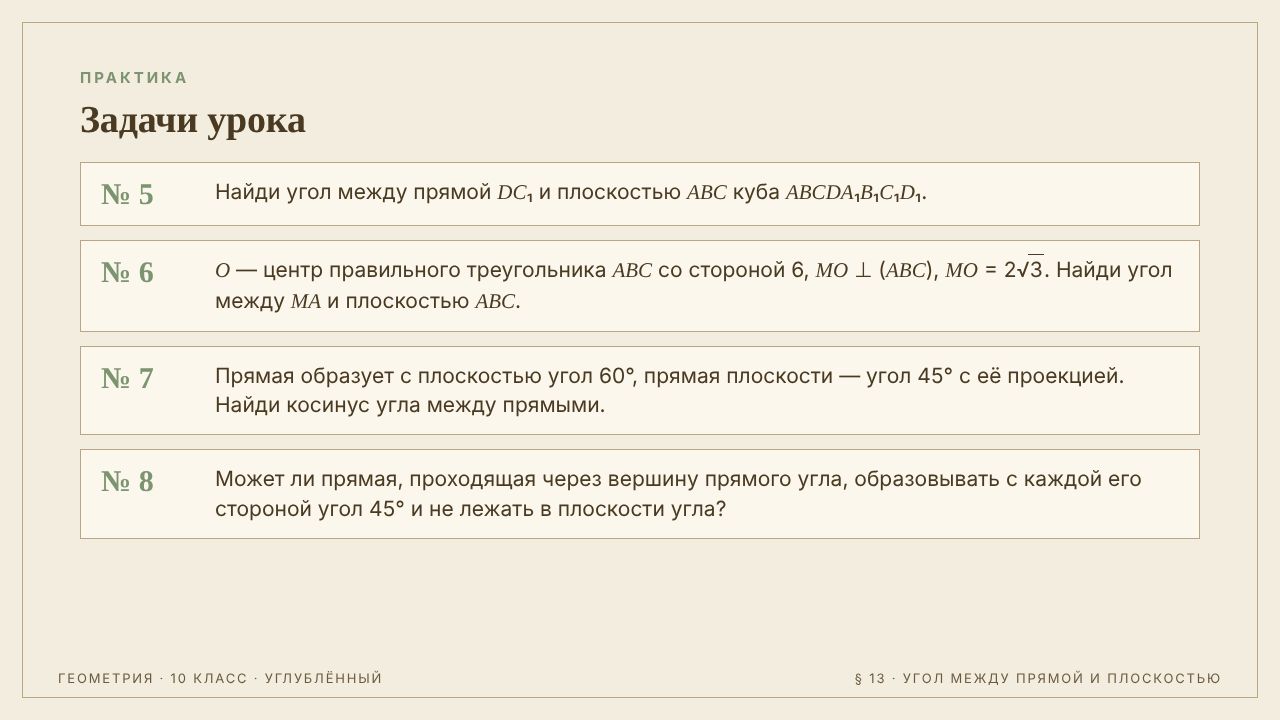 ПРАКТИКА
Задачи урока
№ 5
Найди угол между прямой DC₁ и плоскостью ABC куба ABCDA₁B₁C₁D₁.
№ 6
O — центр правильного треугольника ABC со стороной 6, MO ⊥ (ABC), MO = 2√3. Найди угол
между MA и плоскостью ABC.
№ 7
Прямая образует с плоскостью угол 60°, прямая плоскости — угол 45° с её проекцией.
Найди косинус угла между прямыми.
№ 8
Может ли прямая, проходящая через вершину прямого угла, образовывать с каждой его
стороной угол 45° и не лежать в плоскости угла?
ГЕОМЕТРИЯ · 10 КЛАСС · УГЛУБЛЁННЫЙ
§ 13 · УГОЛ МЕЖДУ ПРЯМОЙ И ПЛОСКОСТЬЮ